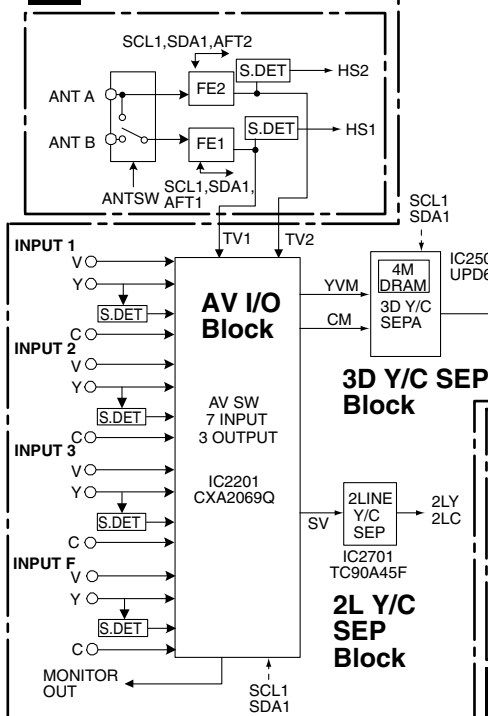 SCL1,SDA1,AFT2
S.DET
HS2
ANT A
FE2
S.DET
HS1
ANT B
FE1
ANTSW
SCL1,SDA1,
AFT1
SCL1
SDA1
TV1
TV2
INPUT 1
V
Y
S.DET
C
AV I/O
Block
YVM
CM
4M
DRAM
3D Y/C
SEPA
INPUT 2
V
Y
S.DET
C
3D Y/C SEP
Block
AV SW
7 INPUT
3 OUTPUT
INPUT 3
V
Y
S.DET
C
IC2201
CXA2069Q
SV
2LINE
Y/C
SEP
2LY
2LC
IC2701
TC90A45F
INPUT F
V
Y
S.DET
C
2L Y/C
SEP
Block
MONITOR
OUT
SCL1
SDA1